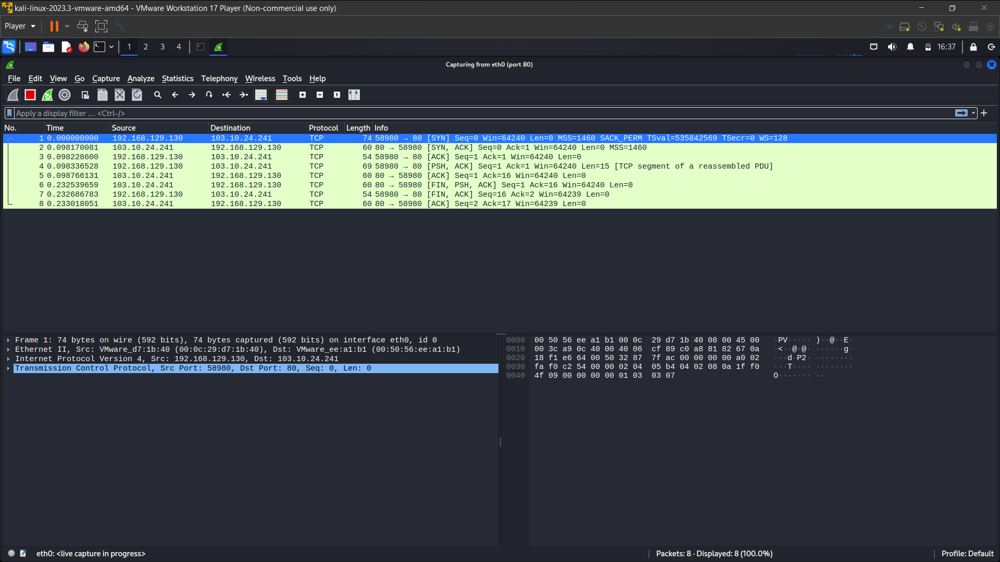 kali-linux-2023.3-vmware-amd64 - VMware Workstation 17 Player (Non-commercial use only)
Player
1 2 3 4 16:37
Capturing from eth0 (port 80)
File Edit View Go Capture Analyze Statistics Telephony Wireless Tools Help
Apply a display filter … <Ctrl-/>
No. Time Source Destination Protocol Length Info
1 0.000000000 192.168.129.130 103.10.24.241 TCP 74 58980 → 80 [SYN] Seq=0 Win=64240 Len=0 MSS=1460 SACK_PERM TSval=535842569 TSecr=0 WS=128
2 0.098170081 103.10.24.241 192.168.129.130 TCP 60 80 → 58980 [SYN, ACK] Seq=0 Ack=1 Win=64240 Len=0 MSS=1460
3 0.098228600 192.168.129.130 103.10.24.241 TCP 54 58980 → 80 [ACK] Seq=1 Ack=1 Win=64240 Len=0
4 0.098336528 192.168.129.130 103.10.24.241 TCP 69 58980 → 80 [PSH, ACK] Seq=1 Ack=1 Win=64240 Len=15 [TCP segment of a reassembled PDU]
5 0.098766131 103.10.24.241 192.168.129.130 TCP 60 80 → 58980 [ACK] Seq=1 Ack=16 Win=64240 Len=0
6 0.232539659 103.10.24.241 192.168.129.130 TCP 60 80 → 58980 [FIN, PSH, ACK] Seq=1 Ack=16 Win=64240 Len=0
7 0.232686783 192.168.129.130 103.10.24.241 TCP 54 58980 → 80 [FIN, ACK] Seq=16 Ack=2 Win=64239 Len=0
8 0.233018051 103.10.24.241 192.168.129.130 TCP 60 80 → 58980 [ACK] Seq=2 Ack=17 Win=64239 Len=0
Frame 1: 74 bytes on wire (592 bits), 74 bytes captured (592 bits) on interface eth0, id 0
Ethernet II, Src: VMware_d7:1b:40 (00:0c:29:d7:1b:40), Dst: VMware_ee:a1:b1 (00:50:56:ee:a1:b1)
Internet Protocol Version 4, Src: 192.168.129.130, Dst: 103.10.24.241
Transmission Control Protocol, Src Port: 58980, Dst Port: 80, Seq: 0, Len: 0
0000 00 50 56 ee a1 b1 00 0c 29 d7 1b 40 08 00 45 00 ·PV····· )··@··E·
0010 00 3c a9 0c 40 00 40 06 cf 89 c0 a8 81 82 67 0a ·<··@·@· ······g·
0020 18 f1 e6 64 00 50 32 87 7f ac 00 00 00 00 a0 02 ···d·P2· ········
0030 fa f0 c2 54 00 00 02 04 05 b4 04 02 08 0a 1f f0 ···T···· ········
0040 4f 09 00 00 00 00 01 03 03 07 O······· ··
eth0: <live capture in progress>
Packets: 8 · Displayed: 8 (100.0%)
Profile: Default